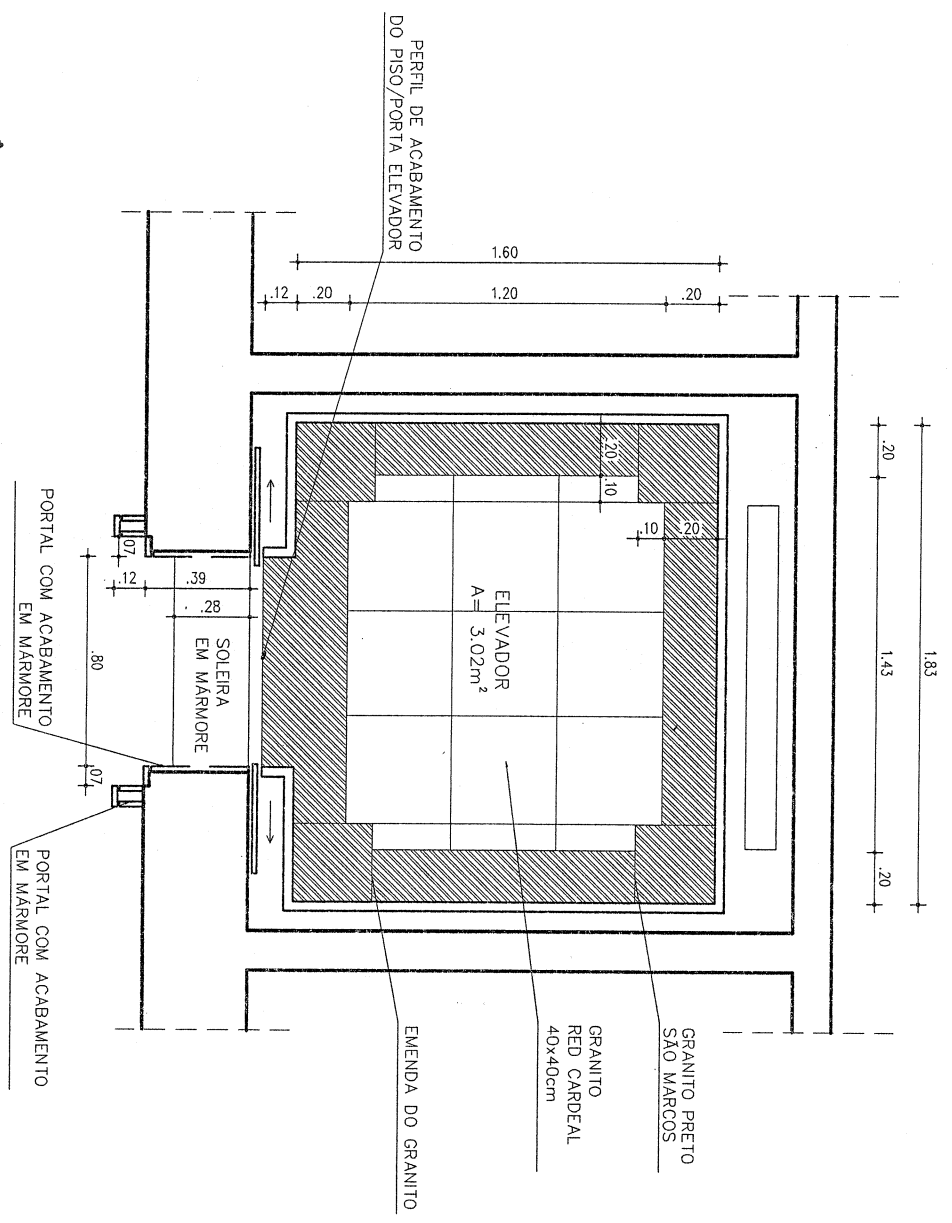 PERFIL DE ACABAMENTO
DO PISO/PORTA ELEVADOR
1.60
.12
.20
1.20
.20
1.83
.20
1.43
.20
.20
.10
.10
.20
ELEVADOR
A= 3.02m²
.07
.12
.39
.28
.80
.07
SOLEIRA
EM MÁRMORE
PORTAL COM ACABAMENTO
EM MÁRMORE
PORTAL COM ACABAMENTO
EM MÁRMORE
GRANITO PRETO
SÃO MARCOS
GRANITO
RED CARDEAL
40x40cm
EMENDA DO GRANITO